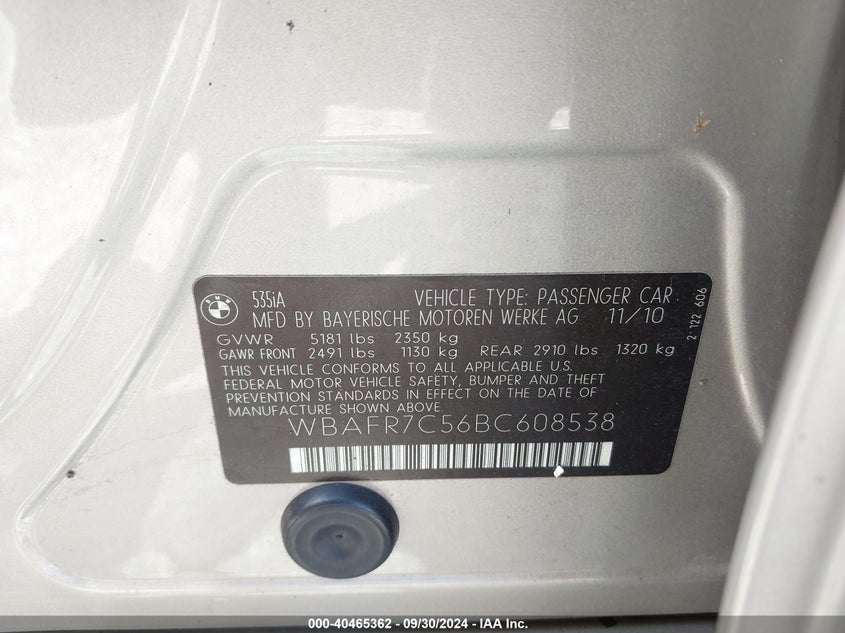 BMW
535iA VEHICLE TYPE: PASSENGER CAR
MFD BY BAYERISCHE MOTOREN WERKE AG 11/10
GVWR 5181 lbs 2350 kg
GAWR FRONT 2491 lbs 1130 kg REAR 2910 lbs 1320 kg
THIS VEHICLE CONFORMS TO ALL APPLICABLE U.S.
FEDERAL MOTOR VEHICLE SAFETY, BUMPER AND THEFT
PREVENTION STANDARDS IN EFFECT ON THE DATE OF
MANUFACTURE SHOWN ABOVE.
WBAFR7C56BC608538
2 122 606
000-40465362 - 09/30/2024 - IAA Inc.